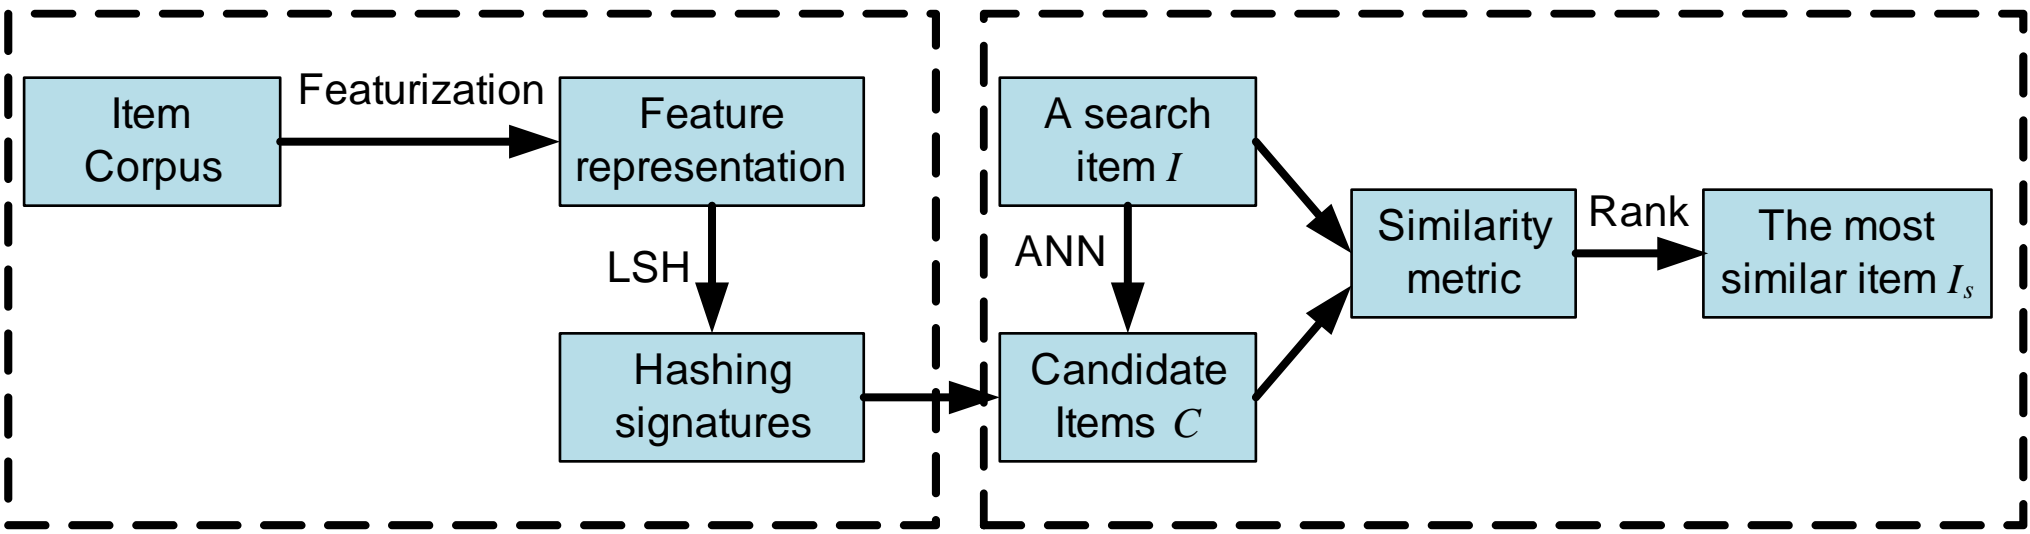 Item
Corpus
Featurization
Feature
representation
LSH
Hashing
signatures
A search
item I
ANN
Candidate
Items C
Similarity
metric
Rank
The most
similar item Iₛ